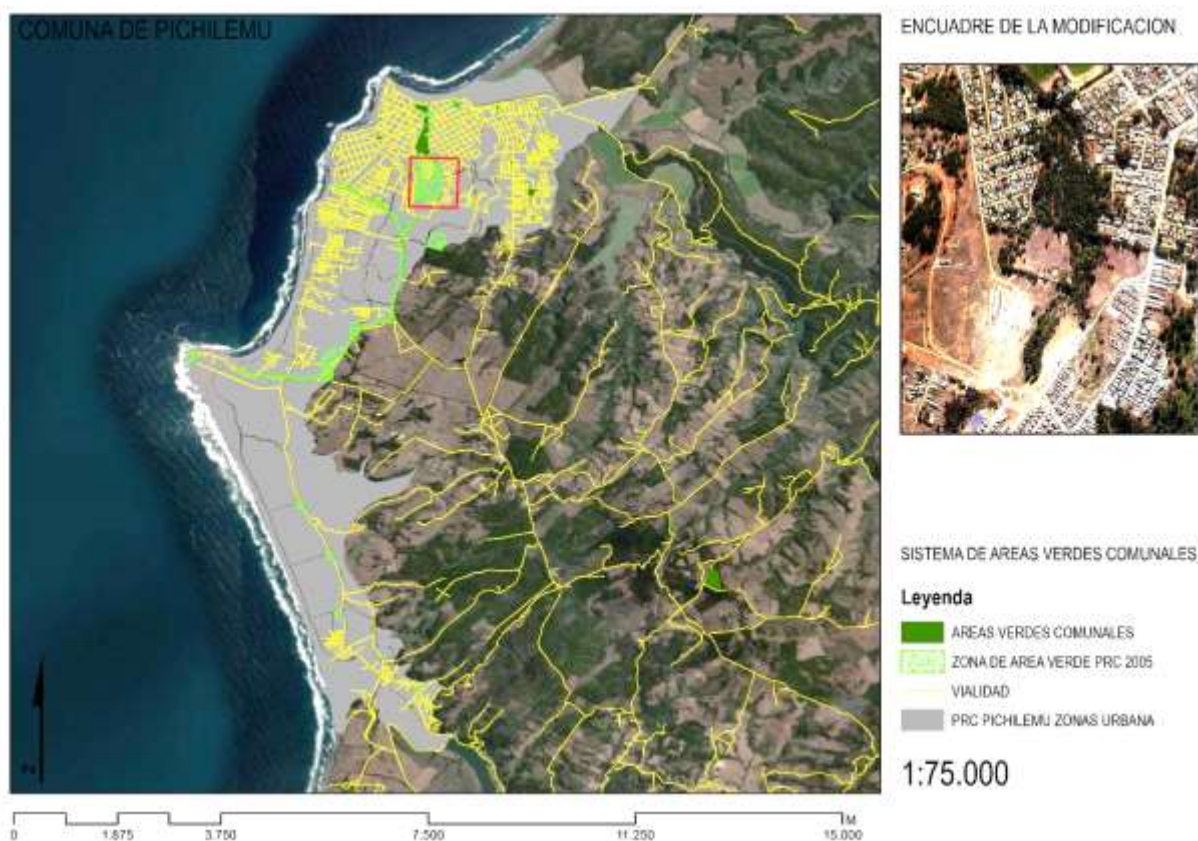 COMUNA DE PICHILEMU
ENCUADRE DE LA MODIFICACION
SISTEMA DE AREAS VERDES COMUNALES
Leyenda
AREAS VERDES COMUNALES
ZONA DE AREA VERDE PRC 2005
VIALIDAD
PRC PICHILEMU ZONAS URBANA
1:75.000
M
0 1.875 3.750 7.500 11.250 15.000